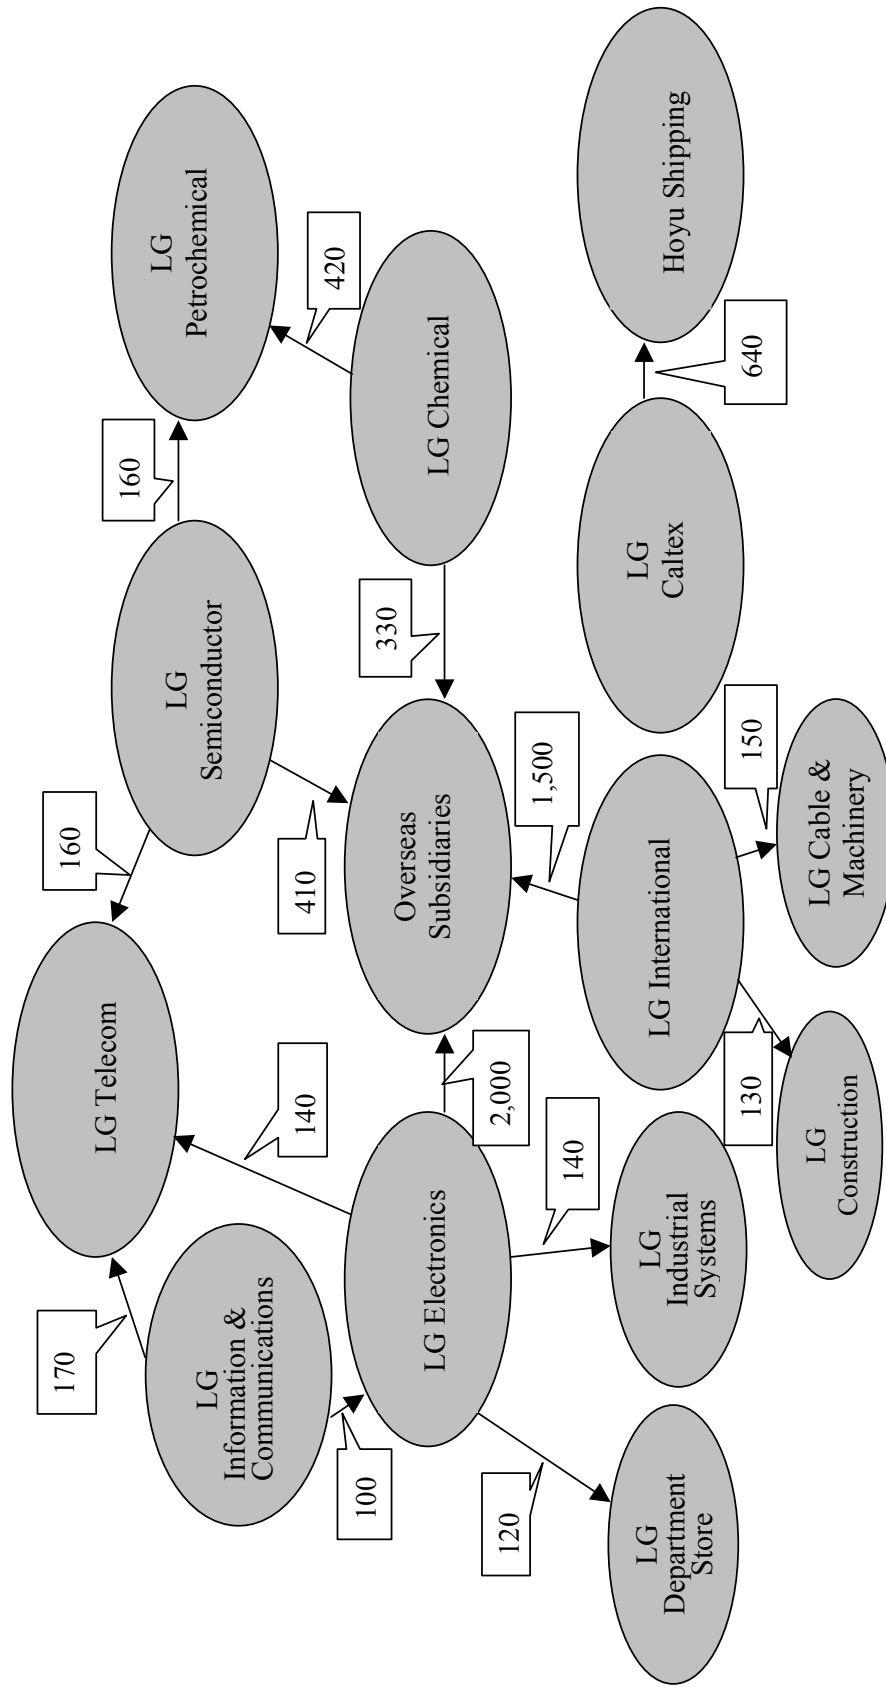 170
LG Telecom
160
160
LG
Information &
Communications
LG
Semiconductor
LG
Petrochemical
100
140
410
420
LG Electronics
2,000
Overseas
Subsidiaries
330
LG Chemical
120
140
1,500
LG
Department
Store
LG
Industrial
Systems
LG International
LG
Caltex
Hoyu Shipping
130
150
640
LG
Construction
LG Cable &
Machinery